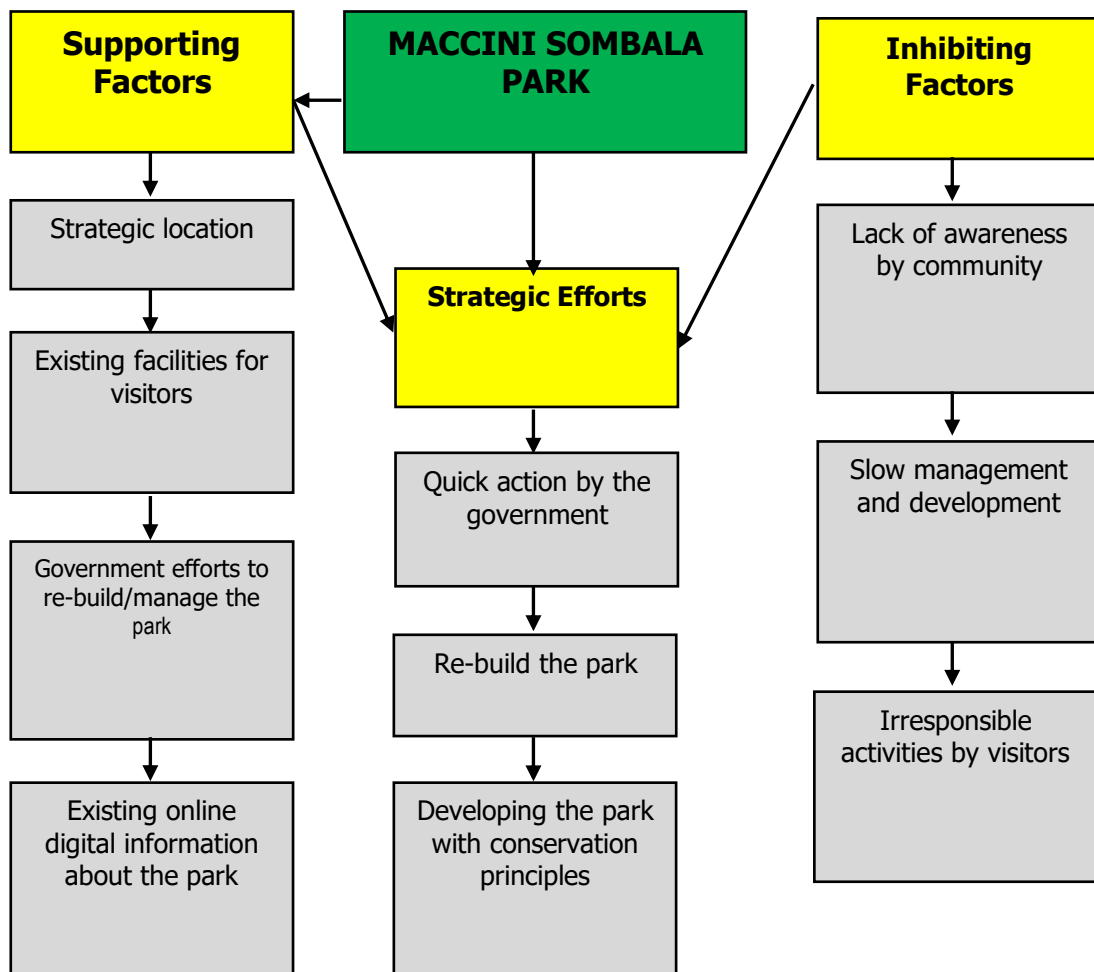 Supporting
Factors
MACCINI SOMBALA
PARK
Inhibiting
Factors
Strategic location
Existing facilities for
visitors
Government efforts to
re-build/manage the
park
Existing online
digital information
about the park
Strategic Efforts
Quick action by the
government
Re-build the park
Developing the park
with conservation
principles
Lack of awareness
by community
Slow management
and development
Irresponsible
activities by visitors